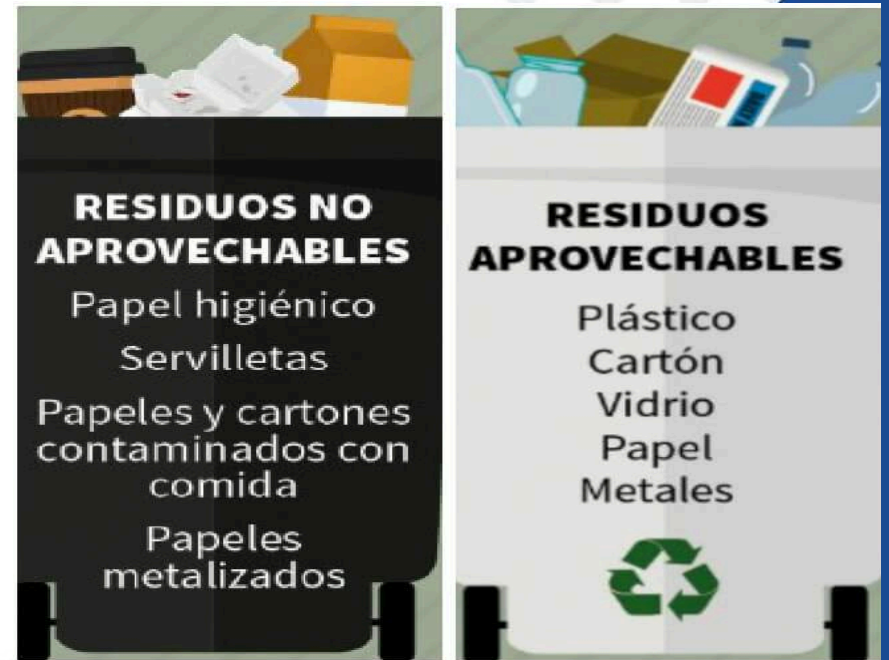 RESIDUOS NO
APROVECHABLES
Papel higiénico
Servilletas
Papeles y cartones
contaminados con
comida
Papeles
metalizados
RESIDUOS
APROVECHABLES
Plástico
Cartón
Vidrio
Papel
Metales